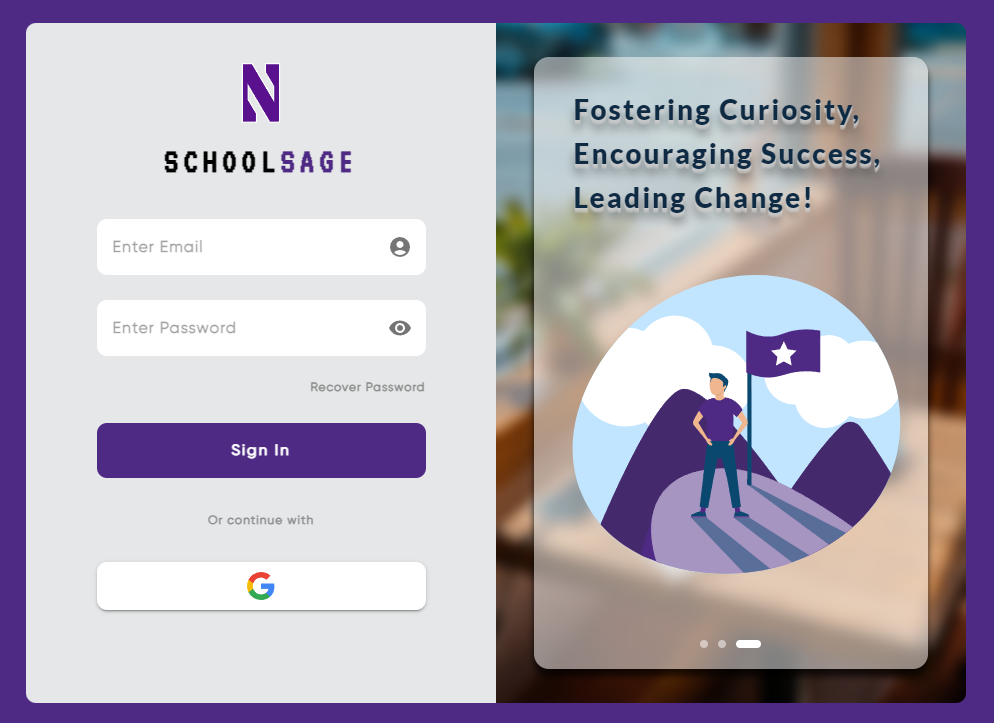 N
SCHOOLSAGE
Enter Email
Enter Password
Recover Password
Sign In
Or continue with
G
Fostering Curiosity,
Encouraging Success,
Leading Change!